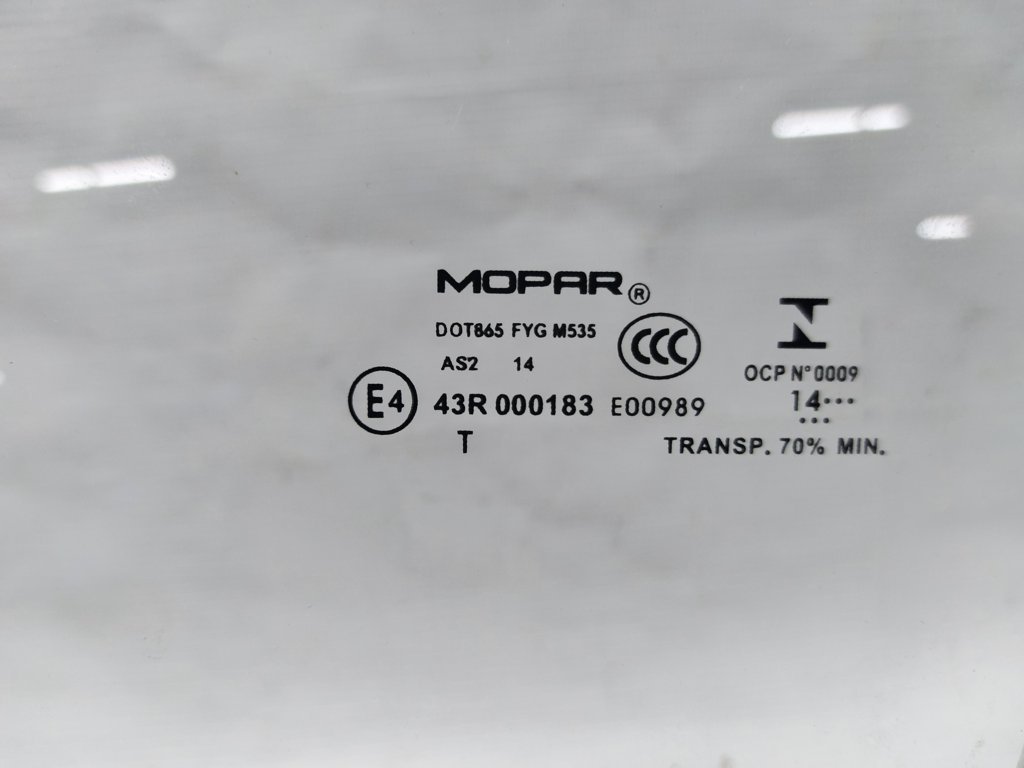 MOPAR®
DOT865 FYG M535
CCC
AS2 14
OCP N°0009
E4 43R 000183 E00989
14···
···
T
TRANSP. 70% MIN.